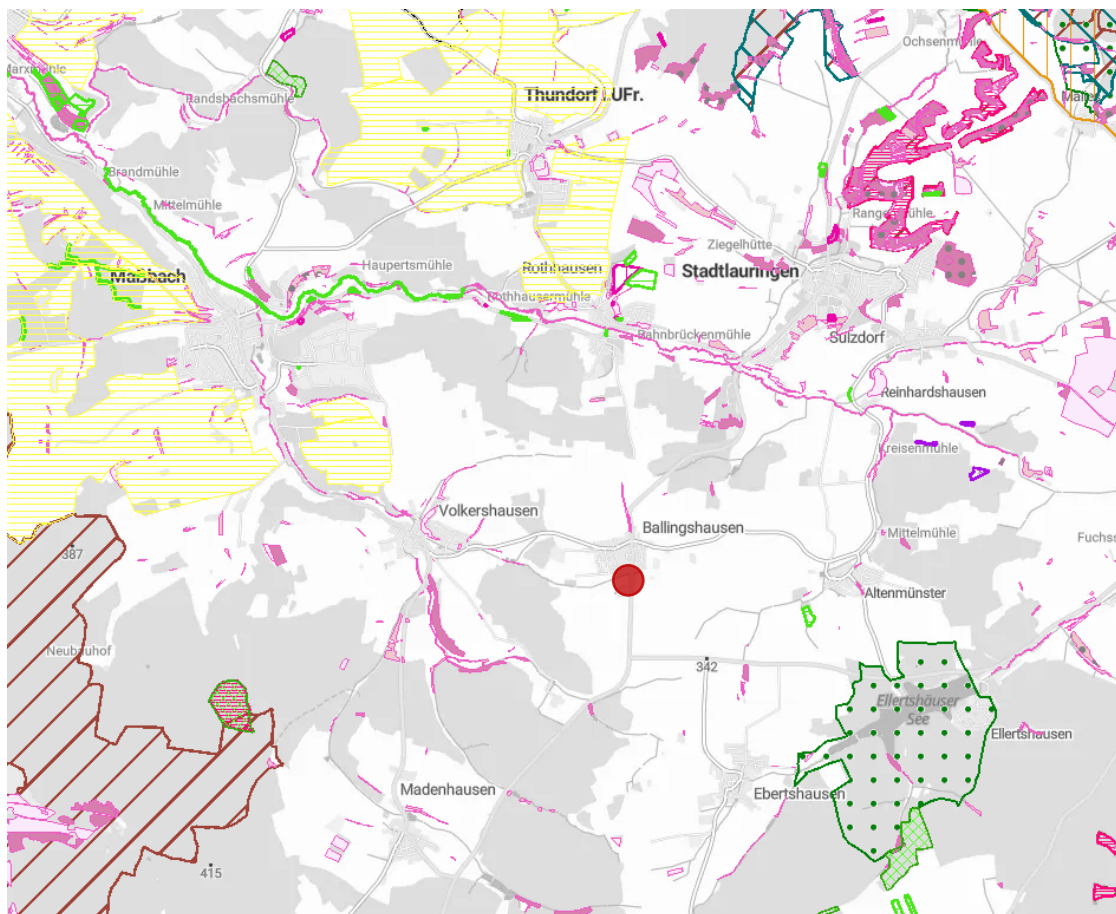 Ochsenmühle
Marxmühle
Randsbachsmühle
Thundorf i.UFr.
Brandmühle
Mittelmühle
Ziegelhütte
Haupertsmühle
Rothhausen
Stadtlauringen
Maßbach
Rothhausermühle
Bahnbrückenmühle
Sulzdorf
Reinhardshausen
Kreisenmühle
Volkershausen
Ballingshausen
Mittelmühle
387
Altenmünster
Neubauhof
342
Ellertshäuser
See
Ellertshausen
Madenhausen
Ebertshausen
415